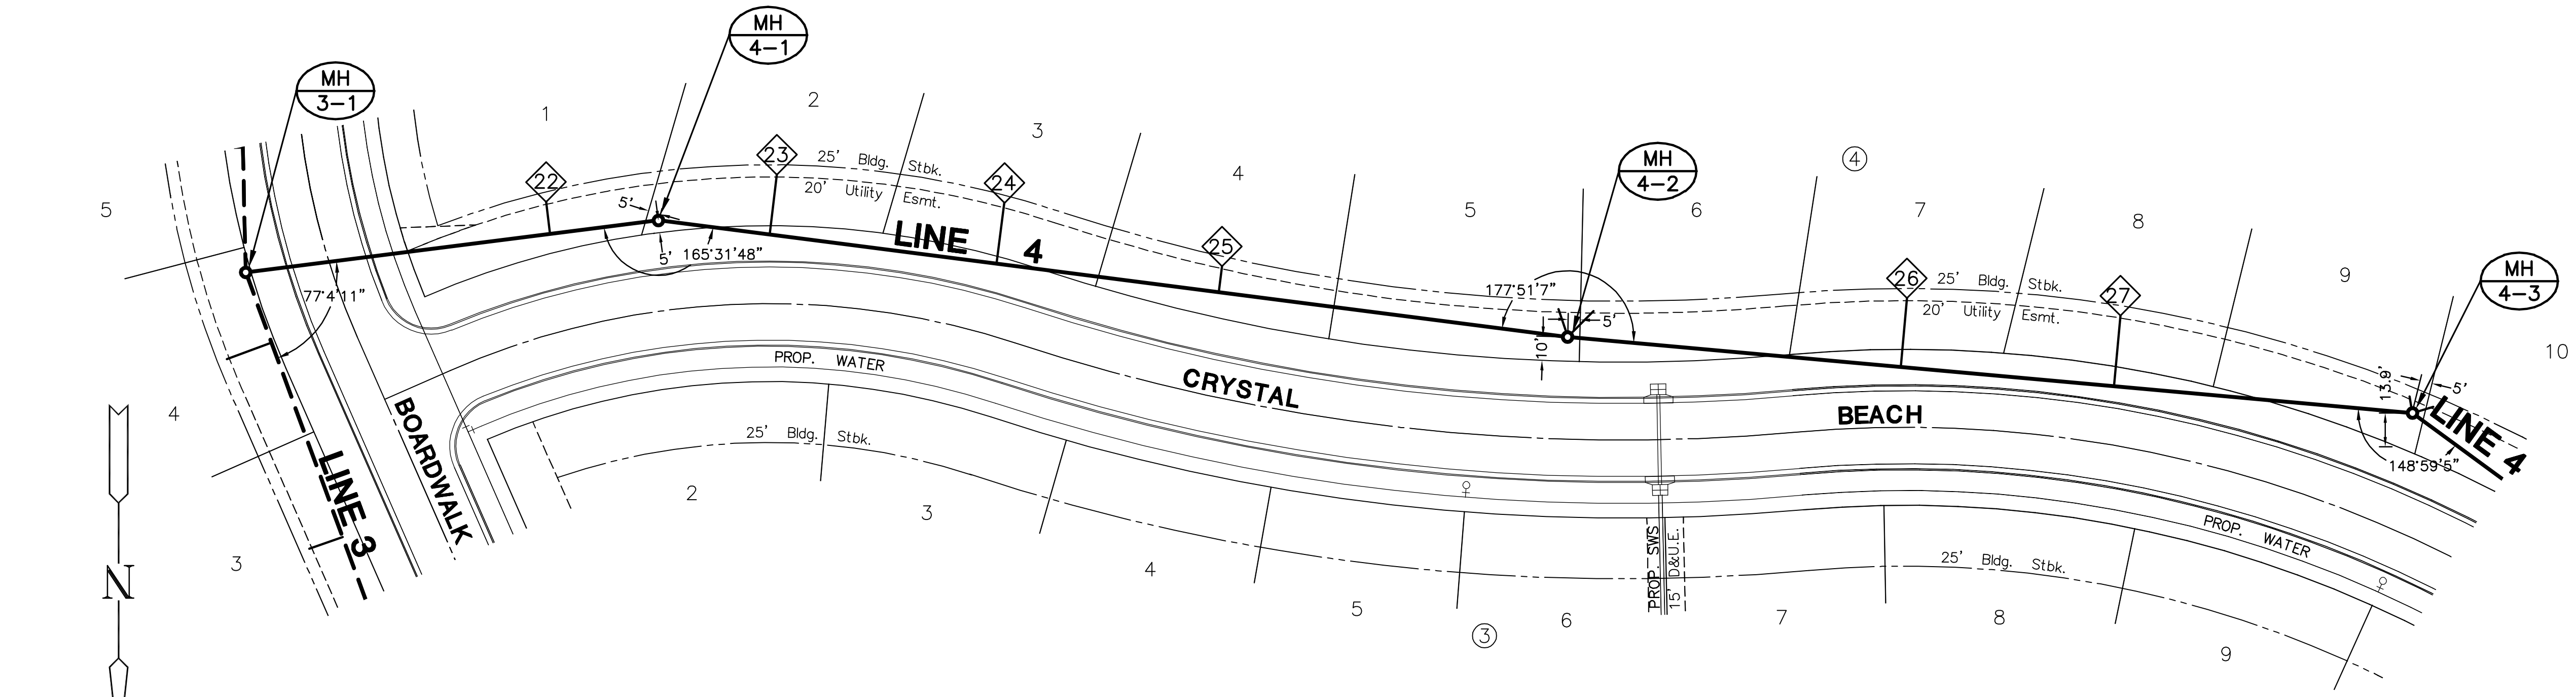 MH
4-1
MH
3-1
1
2
3
23
25' Bldg. Stbk.
20' Utility Esmt.
22
24
4
MH
4-2
4
5
5'
5
6
7
8
LINE 4
25
5' 165°31'48"
77°4'11"
177°51'7"
5'
10'
26
25' Bldg. Stbk.
20' Utility Esmt.
27
9
MH
4-3
10
13.9'
5'
LINE 4
148°59'5"
PROP. WATER
CRYSTAL
BEACH
BOARDWALK
4
LINE 3
3
25' Bldg. Stbk.
2
3
4
5
3
6
PROP. SWS
15' D&U.E.
7
25' Bldg. Stbk.
8
9
PROP. WATER
N